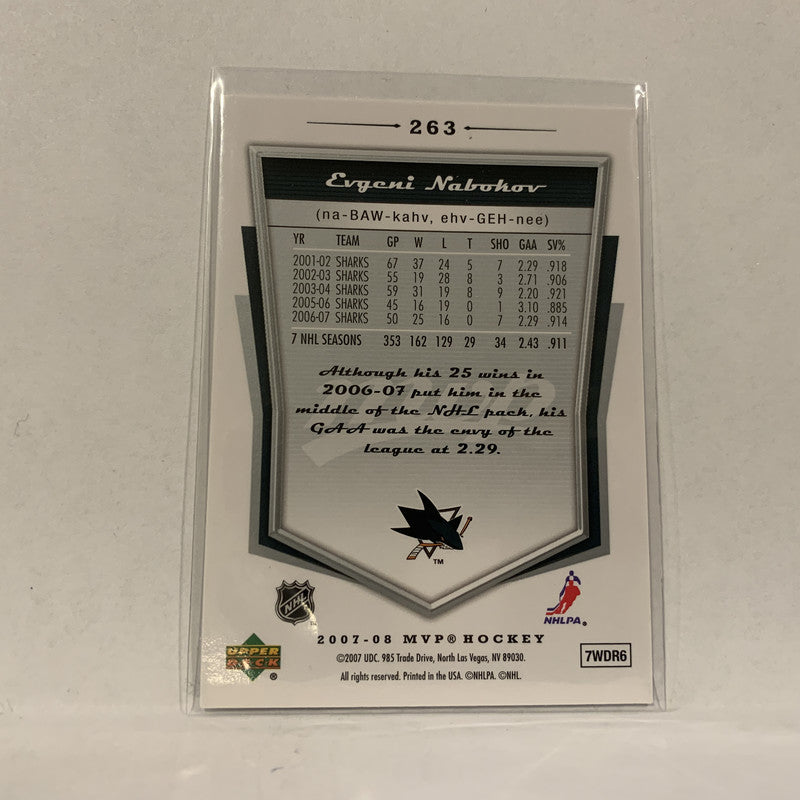 263
Evgeni Nabokov
(na-BAW-kahv, ehv-GEH-nee)
YR TEAM GP W L T SHO GAA SV%
2001-02 SHARKS 67 37 24 5 7 2.29 .918
2002-03 SHARKS 55 19 28 8 3 2.71 .906
2003-04 SHARKS 59 31 19 8 9 2.20 .921
2005-06 SHARKS 45 16 19 0 1 3.10 .885
2006-07 SHARKS 50 25 16 0 7 2.29 .914
7 NHL SEASONS 353 162 129 29 34 2.43 .911
Although his 25 wins in
2006-07 put him in the
middle of the NHL pack, his
GAA was the envy of the
league at 2.29.
TM
NHL
NHLPA®
2007-08 MVP® HOCKEY
UPPER DECK ®
©2007 UDC. 985 Trade Drive, North Las Vegas, NV 89030.
All rights reserved. Printed in the USA. ©NHLPA. ©NHL.
7WDR6